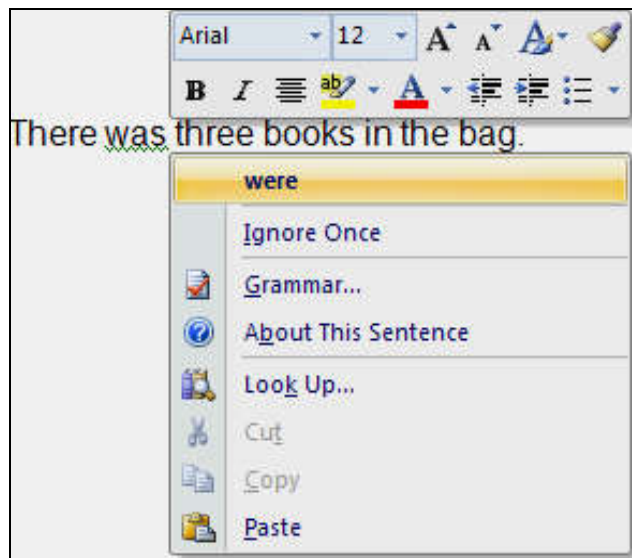 Arial 12 A A A
B I ab A
There was three books in the bag.
were
Ignore Once
Grammar...
About This Sentence
Look Up...
Cut
Copy
Paste